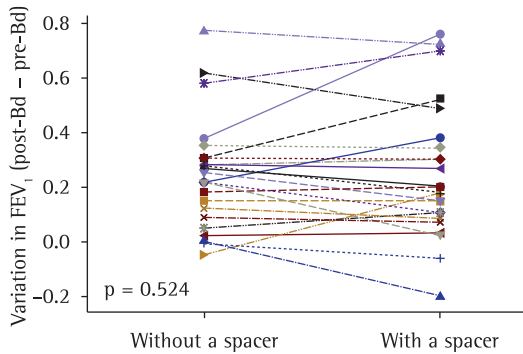 Variation in FEV1 (post-Bd – pre-Bd)
0.8
0.6
0.4
0.2
0.0
−0.2
p = 0.524
Without a spacer
With a spacer